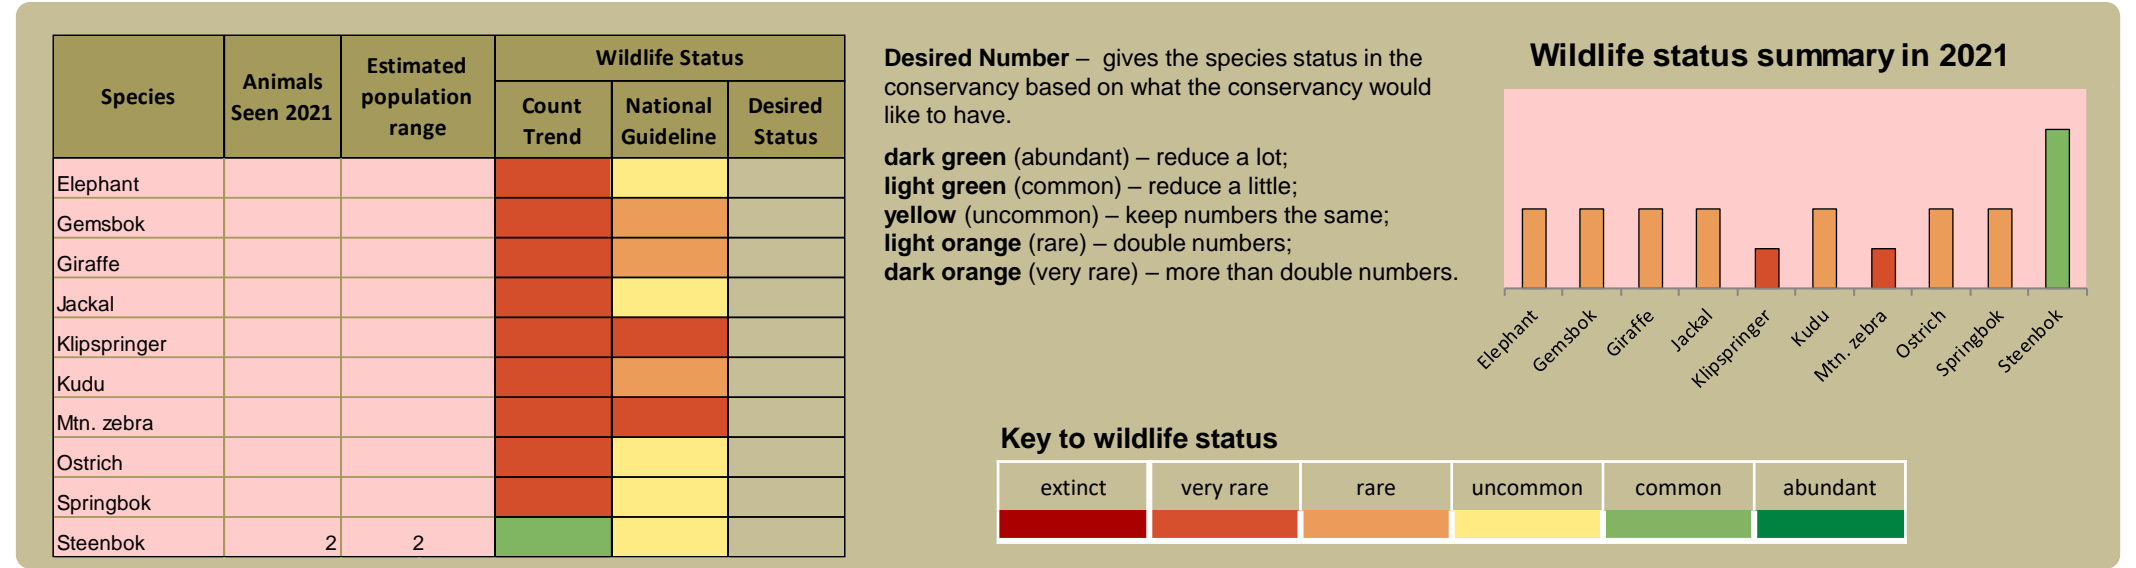 Species
Animals
Seen 2021
Estimated
population
range
Wildlife Status
Count
Trend
National
Guideline
Desired
Status
Elephant
Gemsbok
Giraffe
Jackal
Klipspringer
Kudu
Mtn. zebra
Ostrich
Springbok
Steenbok 2 2
Desired Number – gives the species status in the
conservancy based on what the conservancy would
like to have.
dark green (abundant) – reduce a lot;
light green (common) – reduce a little;
yellow (uncommon) – keep numbers the same;
light orange (rare) – double numbers;
dark orange (very rare) – more than double numbers.
Wildlife status summary in 2021
Elephant
Gemsbok
Giraffe
Jackal
Klipspringer
Kudu
Mtn. zebra
Ostrich
Springbok
Steenbok
Key to wildlife status
extinct very rare rare uncommon common abundant